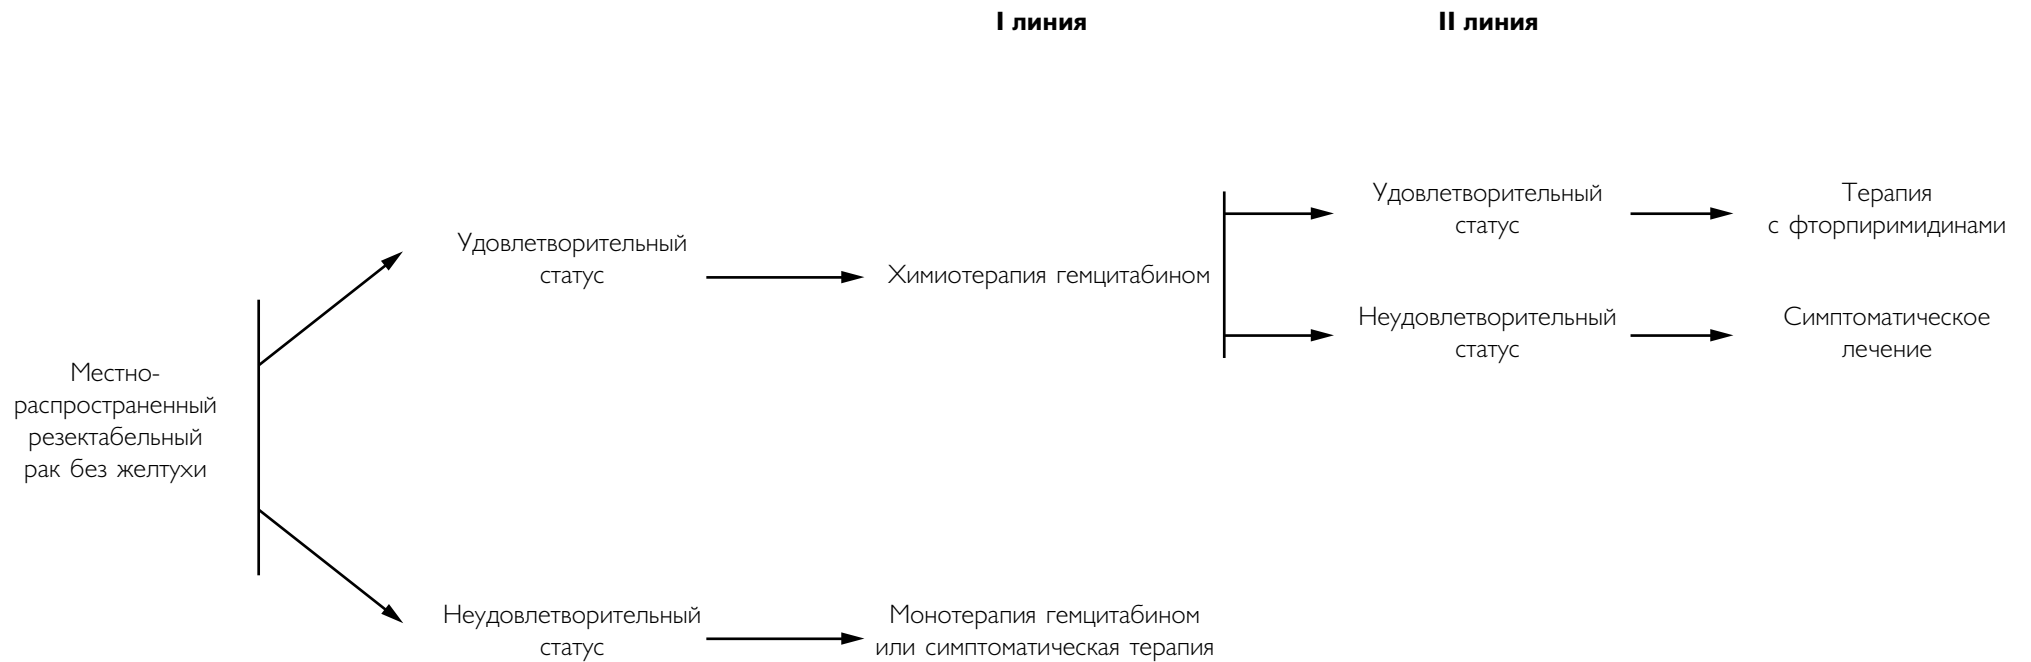 I линия
II линия
Местно-
распространенный
резектабельный
рак без желтухи
Удовлетворительный
статус
Химиотерапия гемцитабином
Удовлетворительный
статус
Терапия
с фторпиримидинами
Неудовлетворительный
статус
Симптоматическое
лечение
Неудовлетворительный
статус
Монотерапия гемцитабином
или симптоматическая терапия